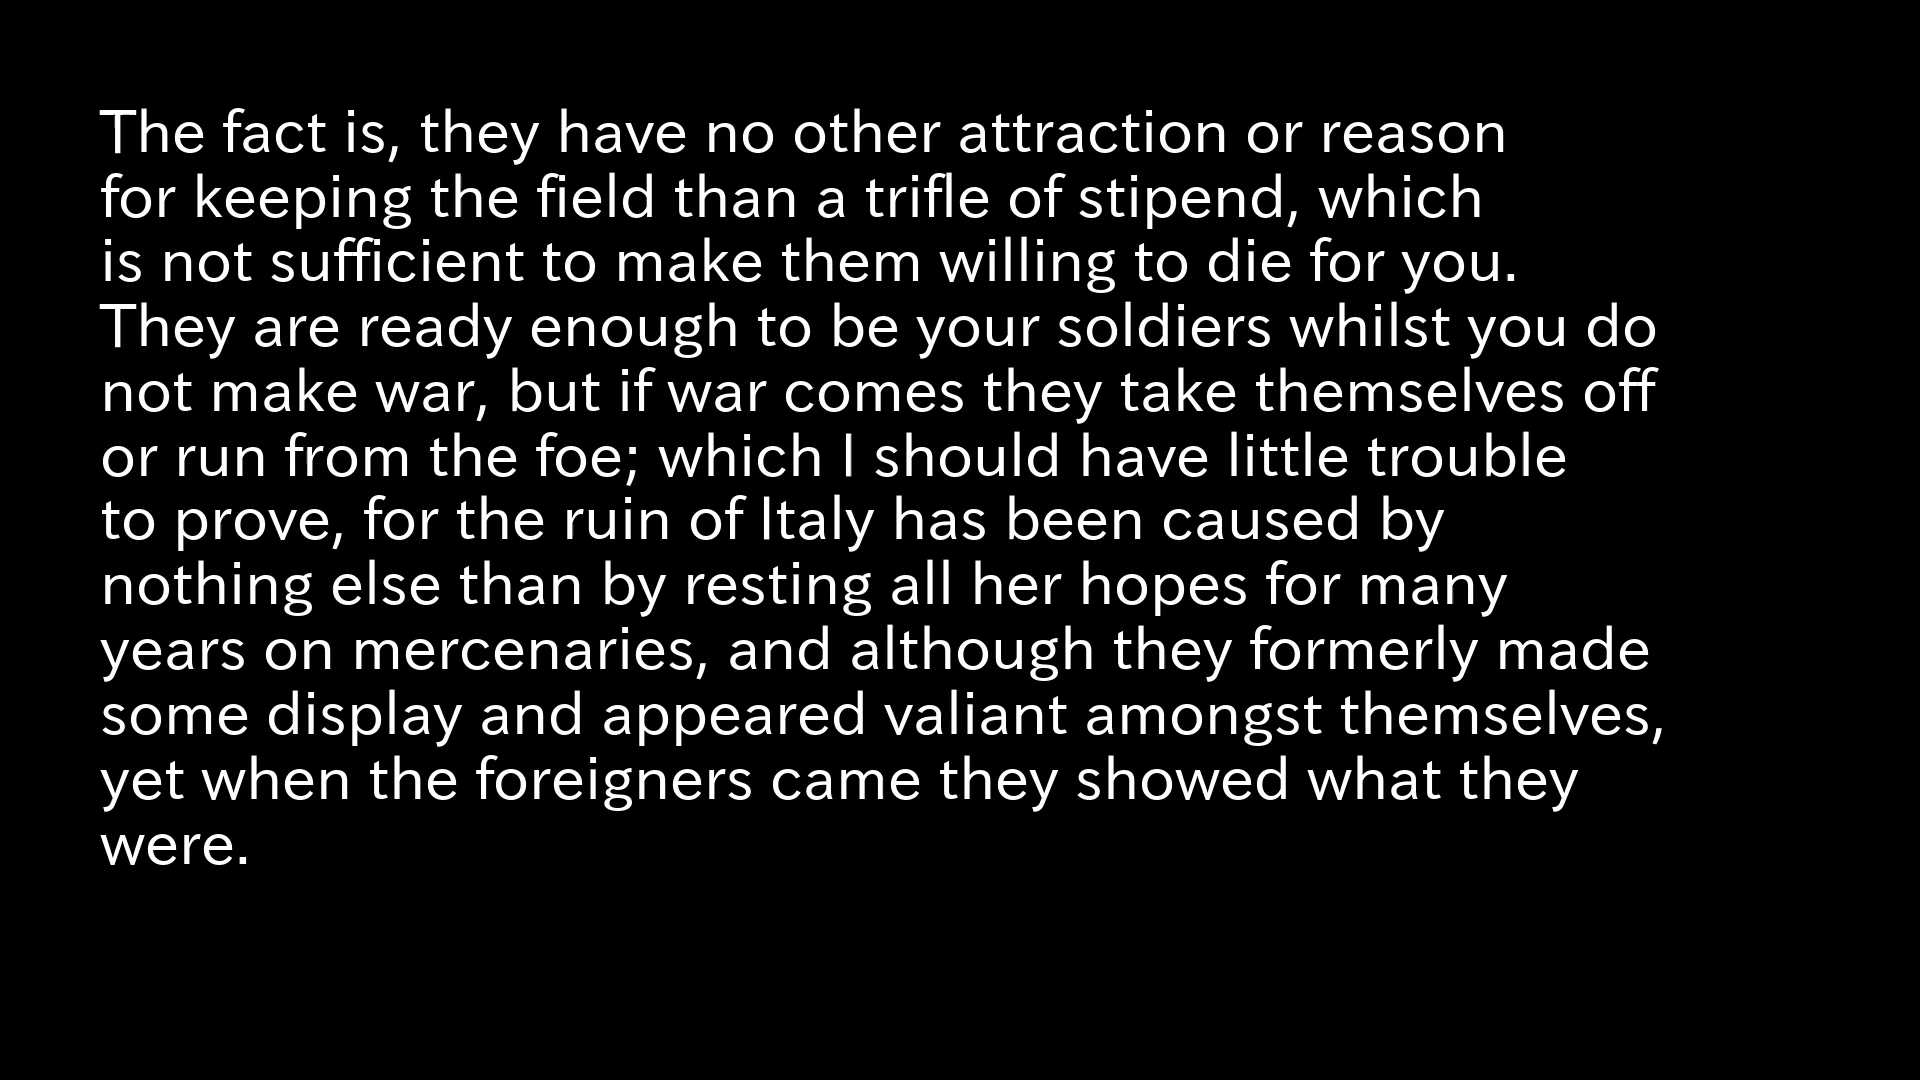 The fact is, they have no other attraction or reason
for keeping the field than a trifle of stipend, which
is not sufficient to make them willing to die for you.
They are ready enough to be your soldiers whilst you do
not make war, but if war comes they take themselves off
or run from the foe; which I should have little trouble
to prove, for the ruin of Italy has been caused by
nothing else than by resting all her hopes for many
years on mercenaries, and although they formerly made
some display and appeared valiant amongst themselves,
yet when the foreigners came they showed what they
were.